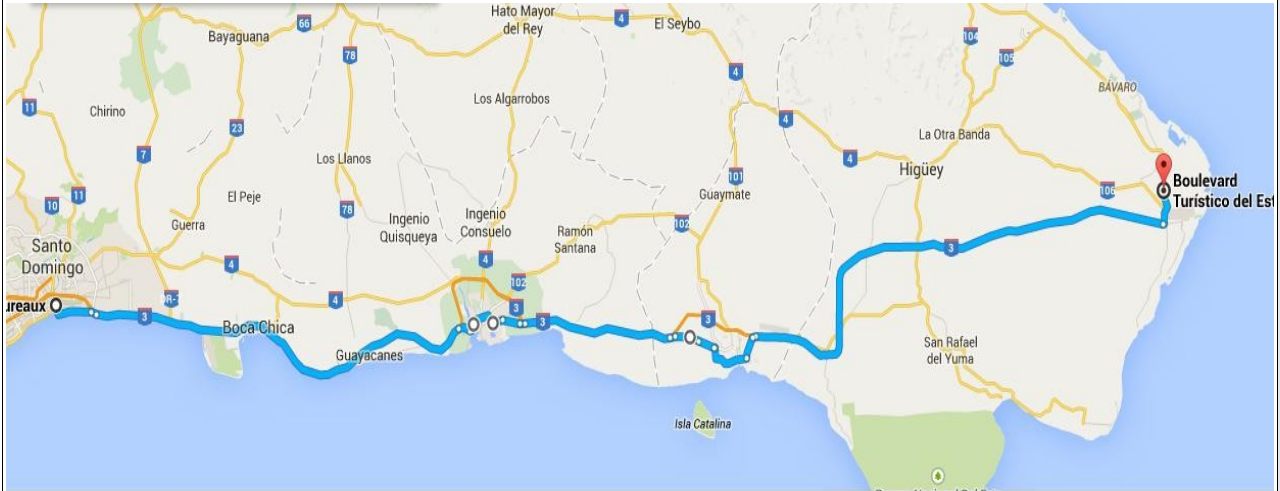 Hato Mayor
del Rey
4
El Seybo
66
Bayaguana
78
104
105
4
BÁVARO
11
Chirino
Los Algarrobos
23
4
7
Los Llanos
4
La Otra Banda
Higüey
101
Guaymate
106
Boulevard
Turístico del Est
10
11
El Peje
78
Guerra
Ingenio
Quisqueya
Ingenio
Consuelo
Ramón
Santana
102
Santo
Domingo
4
4
102
3
ureaux
3
4
Boca Chica
3
3
3
Guayacanes
San Rafael
del Yuma
Isla Catalina